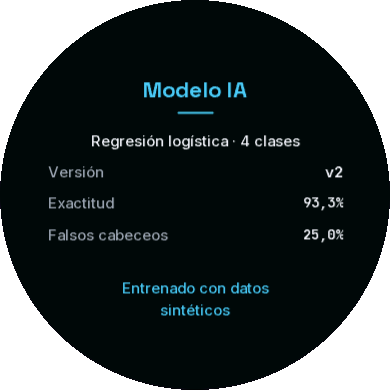 Modelo IA
Regresión logística · 4 clases
Versión v2
Exactitud 93,3%
Falsos cabeceos 25,0%
Entrenado con datos
sintéticos